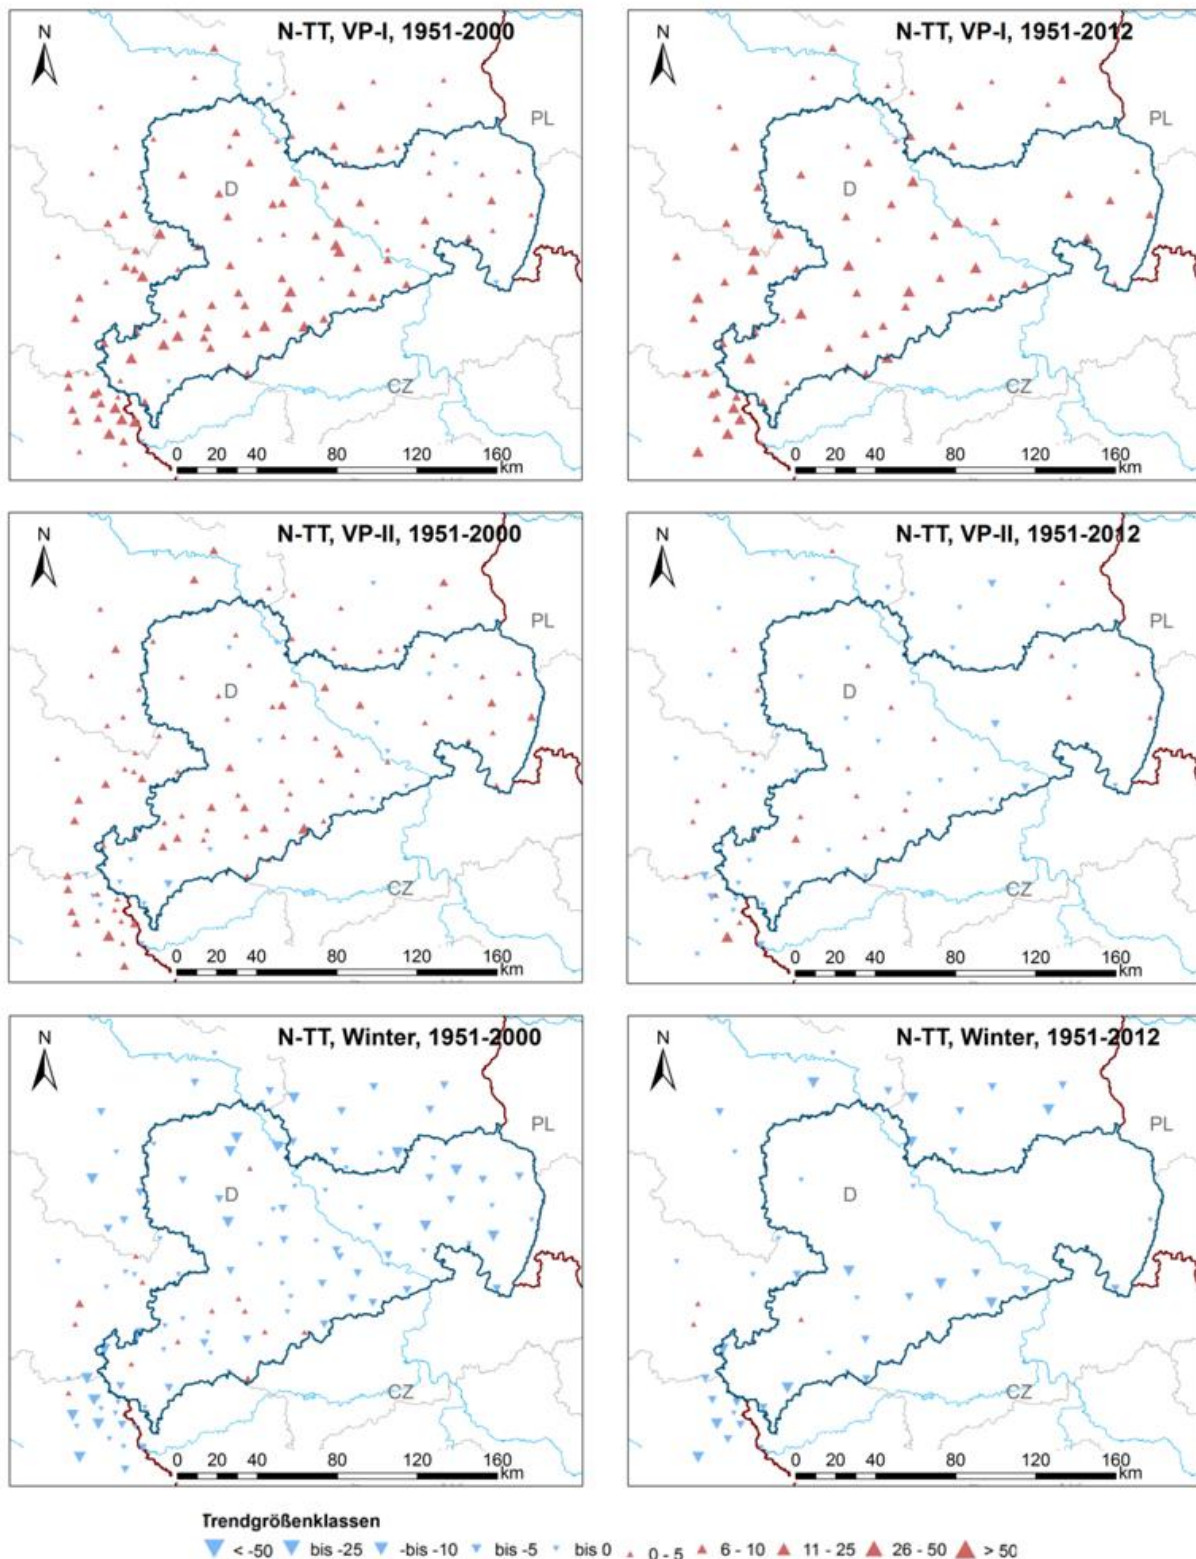 N-TT, VP-I, 1951-2000
N
PL
D
CZ
0 20 40 80 120 160
km
N-TT, VP-I, 1951-2012
N
PL
D
CZ
0 20 40 80 120 160
km
N-TT, VP-II, 1951-2000
N
PL
D
CZ
0 20 40 80 120 160
km
N-TT, VP-II, 1951-2012
N
PL
D
CZ
0 20 40 80 120 160
km
N-TT, Winter, 1951-2000
N
PL
D
CZ
0 20 40 80 120 160
km
N-TT, Winter, 1951-2012
N
PL
D
CZ
0 20 40 80 120 160
km
Trendgrößenklassen
< -50 bis -25 -bis -10 bis -5 bis 0 0 - 5 6 - 10 11 - 25 26 - 50 > 50